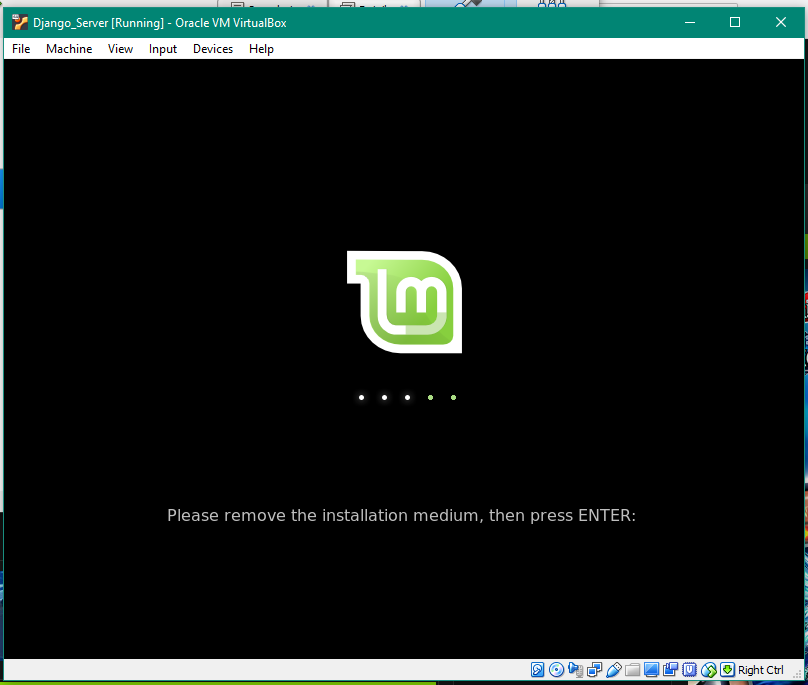 Django_Server [Running] - Oracle VM VirtualBox
File Machine View Input Devices Help
lm
Please remove the installation medium, then press ENTER:
Right Ctrl